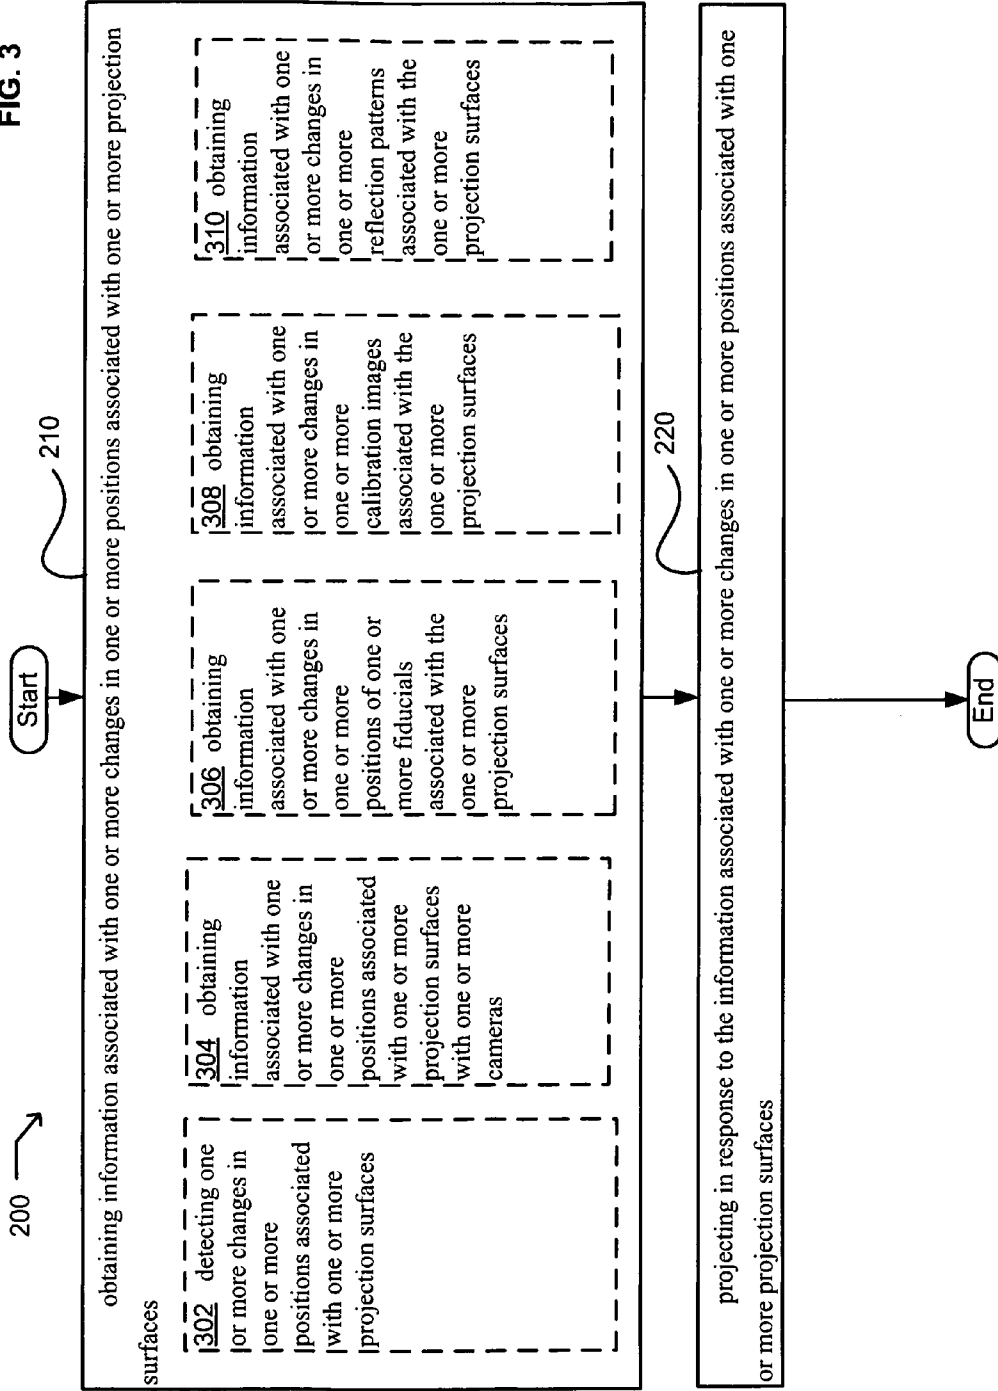 FIG. 3
200
Start
210
obtaining information associated with one or more changes in one or more positions associated with one or more projection
surfaces
302 detecting one
or more changes in
one or more
positions associated
with one or more
projection surfaces
304 obtaining
information
associated with one
or more changes in
one or more
positions associated
with one or more
projection surfaces
with one or more
cameras
306 obtaining
information
associated with one
or more changes in
one or more
positions of one or
more fiducials
associated with the
one or more
projection surfaces
308 obtaining
information
associated with one
or more changes in
one or more
calibration images
associated with the
one or more
projection surfaces
310 obtaining
information
associated with one
or more changes in
one or more
reflection patterns
associated with the
one or more
projection surfaces
220
projecting in response to the information associated with one or more changes in one or more positions associated with one
or more projection surfaces
End